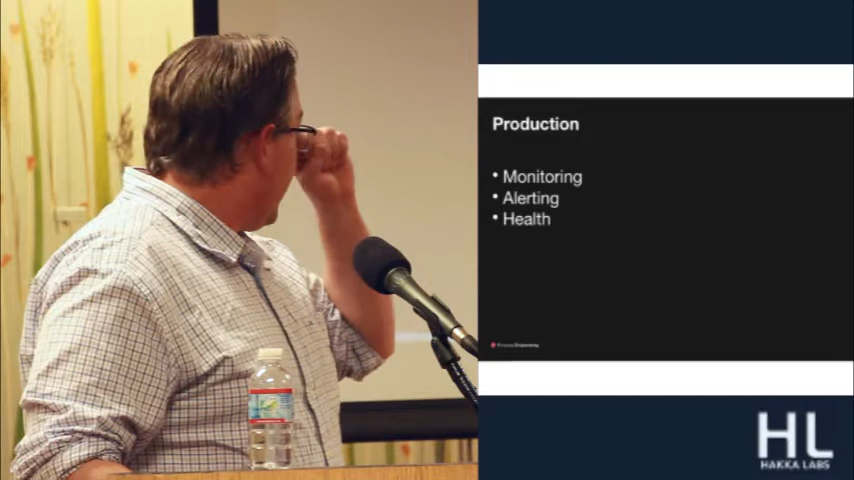 Production
• Monitoring
• Alerting
• Health
HL
HAKKA LABS